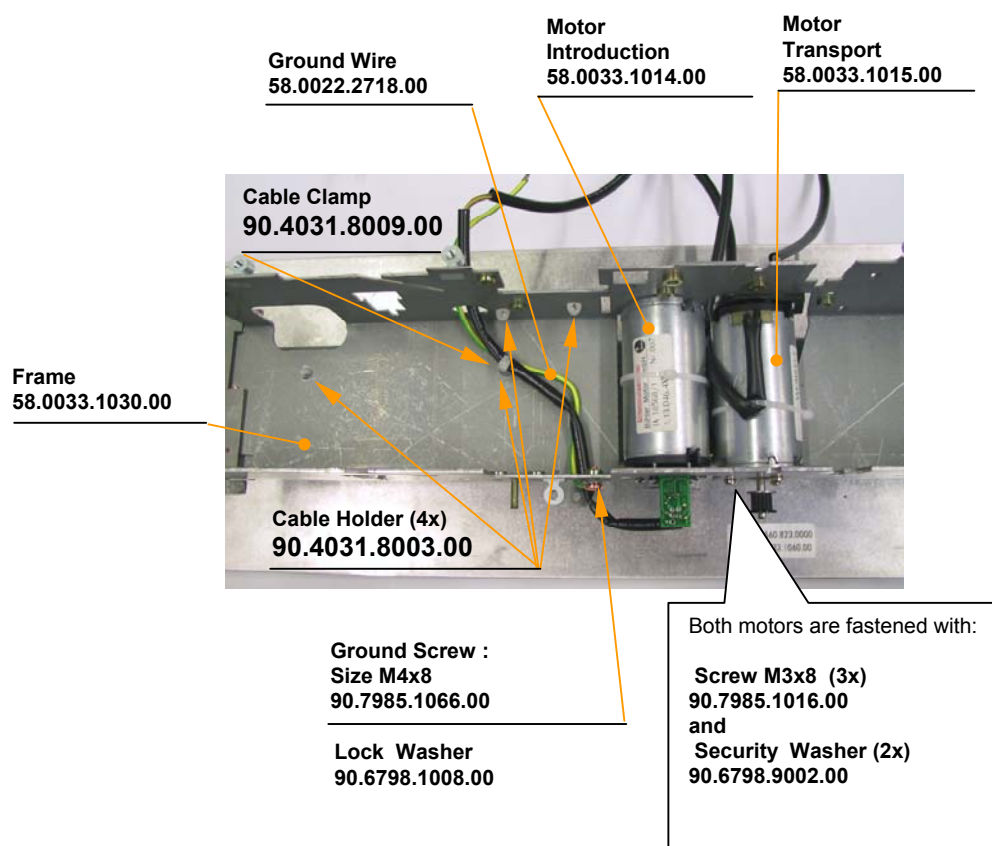 Motor
Introduction
58.0033.1014.00
Motor
Transport
58.0033.1015.00
Ground Wire
58.0022.2718.00
Cable Clamp
90.4031.8009.00
Frame
58.0033.1030.00
Cable Holder (4x)
90.4031.8003.00
Ground Screw :
Size M4x8
90.7985.1066.00
Lock Washer
90.6798.1008.00
Both motors are fastened with:
Screw M3x8 (3x)
90.7985.1016.00
and
Security Washer (2x)
90.6798.9002.00